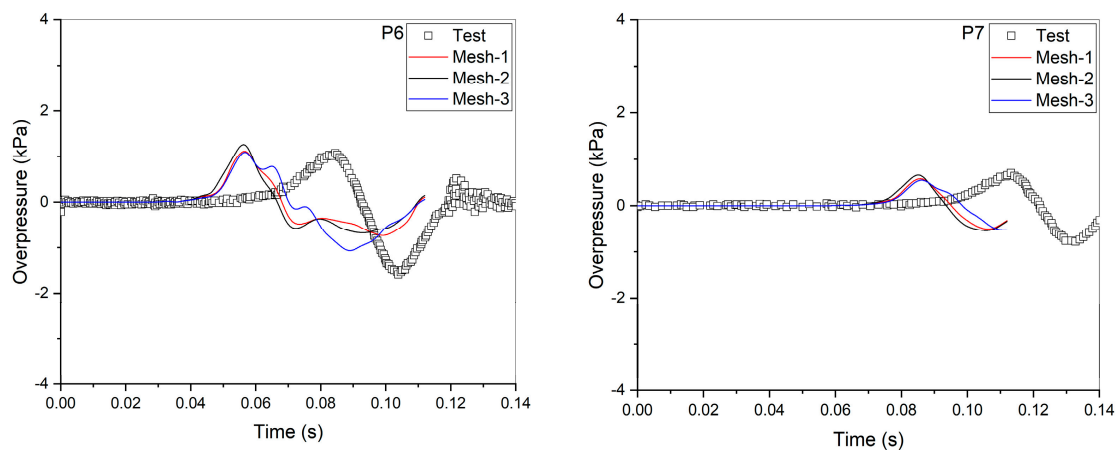 P6
Test
Mesh-1
Mesh-2
Mesh-3
4
2
0
-2
-4
Overpressure (kPa)
0.00 0.02 0.04 0.06 0.08 0.10 0.12 0.14
Time (s)
P7
Test
Mesh-1
Mesh-2
Mesh-3
4
2
0
-2
-4
Overpressure (kPa)
0.00 0.02 0.04 0.06 0.08 0.10 0.12 0.14
Time (s)